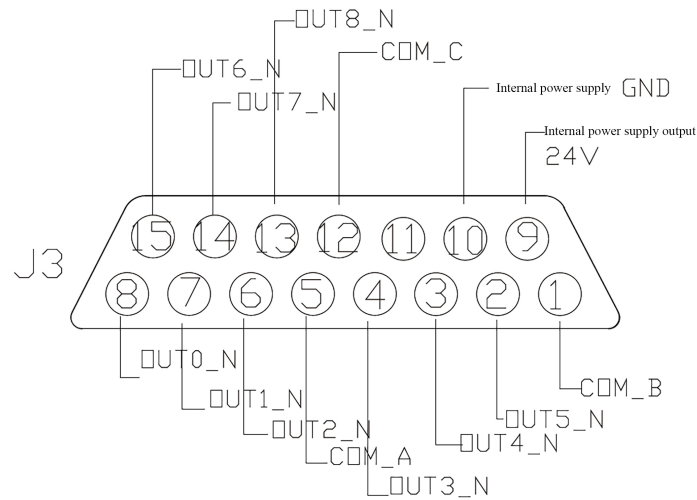 OUT8_N
COM_C
OUT6_N
Internal power supply GND
OUT7_N
Internal power supply output
24V
15 14 13 12 11 10 9
J3
8 7 6 5 4 3 2 1
OUT0_N
COM_B
OUT1_N
OUT5_N
OUT2_N
OUT4_N
COM_A
OUT3_N